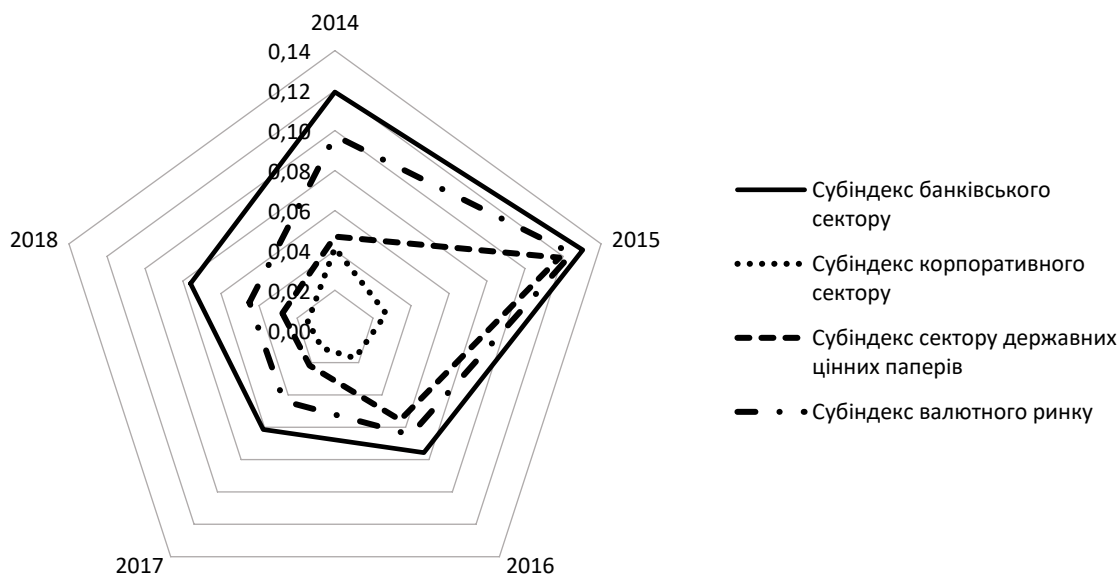 2014
0,14
0,12
0,10
0,08
0,06
0,04
0,02
0,00
2015
2016
2017
2018
Субіндекс банківського
сектору
Субіндекс корпоративного
сектору
Субіндекс сектору державних
цінних паперів
Субіндекс валютного ринку